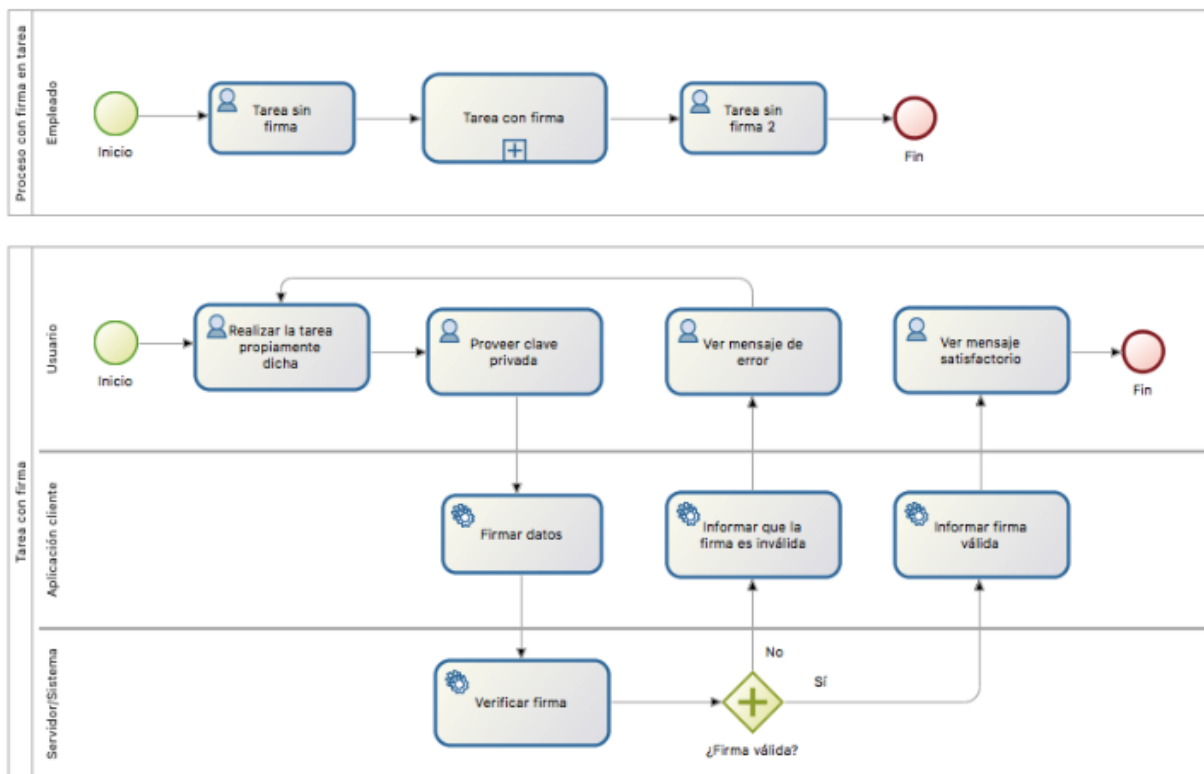 Proceso con firma en tarea
Empleado
Inicio
Tarea sin
firma
Tarea con firma
Tarea sin
firma 2
Fin
Tarea con firma
Usuario
Inicio
Realizar la tarea
propiamente
dicha
Proveer clave
privada
Ver mensaje de
error
Ver mensaje
satisfactorio
Fin
Aplicación cliente
Firmar datos
Informar que la
firma es inválida
Informar firma
válida
Servidor/Sistema
Verificar firma
No
Sí
¿Firma válida?